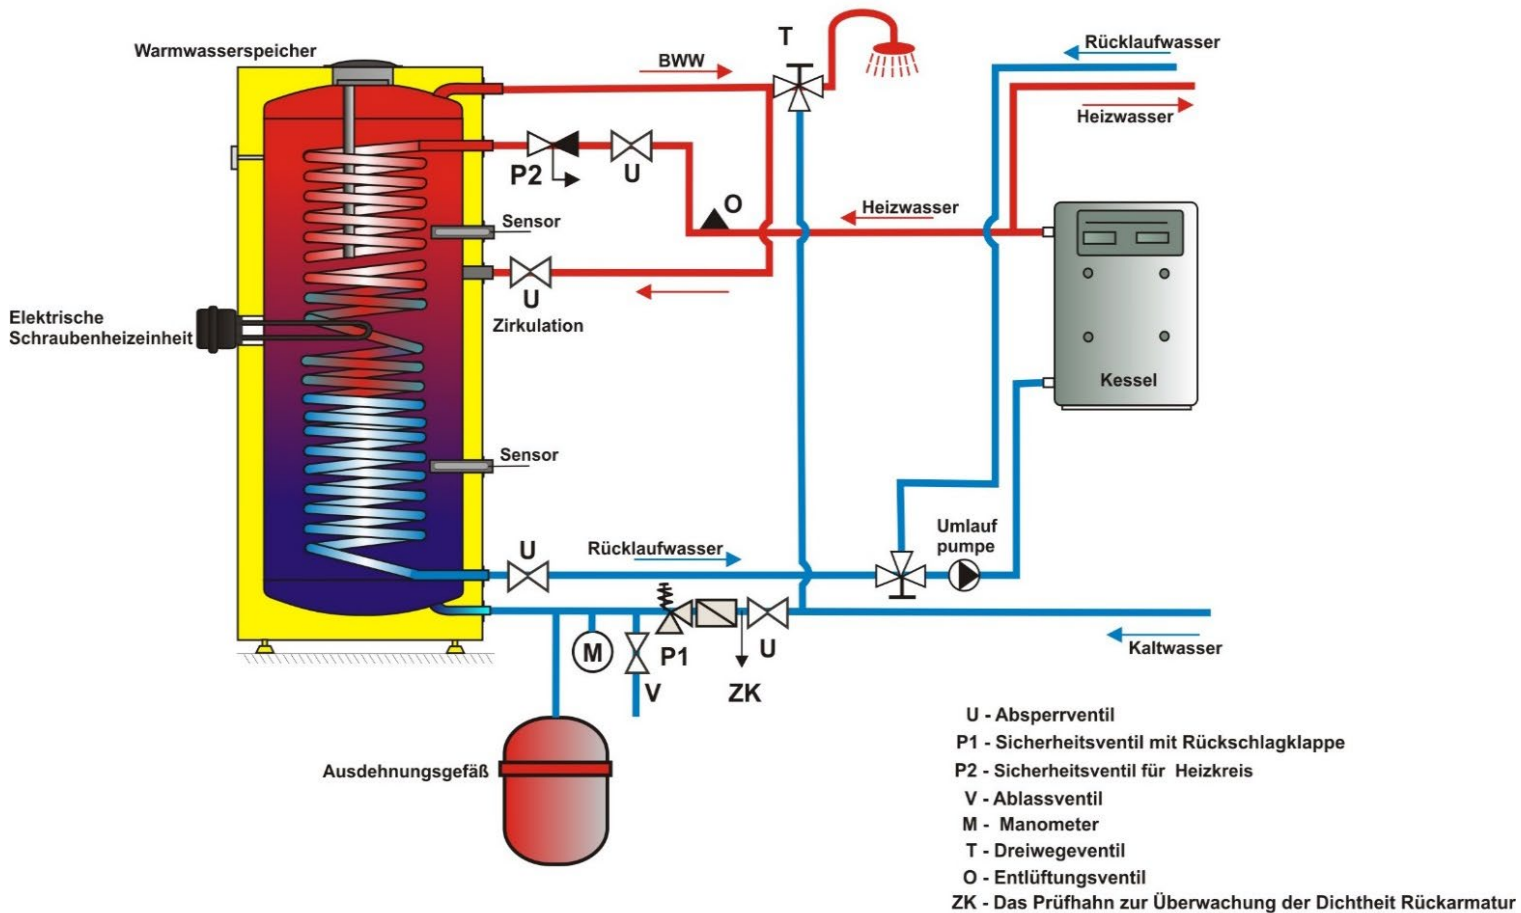 Warmwasserspeicher
BWW
T
Rücklaufwasser
Heizwasser
P2
U
O
Heizwasser
Sensor
U
Zirkulation
Elektrische
Schraubenheizeinheit
Kessel
Sensor
U
Rücklaufwasser
Umlauf
pumpe
M
V
P1
ZK
U
Kaltwasser
Ausdehnungsgefäß
U - Absperrventil
P1 - Sicherheitsventil mit Rückschlagklappe
P2 - Sicherheitsventil für Heizkreis
V - Ablassventil
M - Manometer
T - Dreiwegeventil
O - Entlüftungsventil
ZK - Das Prüfhahn zur Überwachung der Dichtheit Rückarmatur